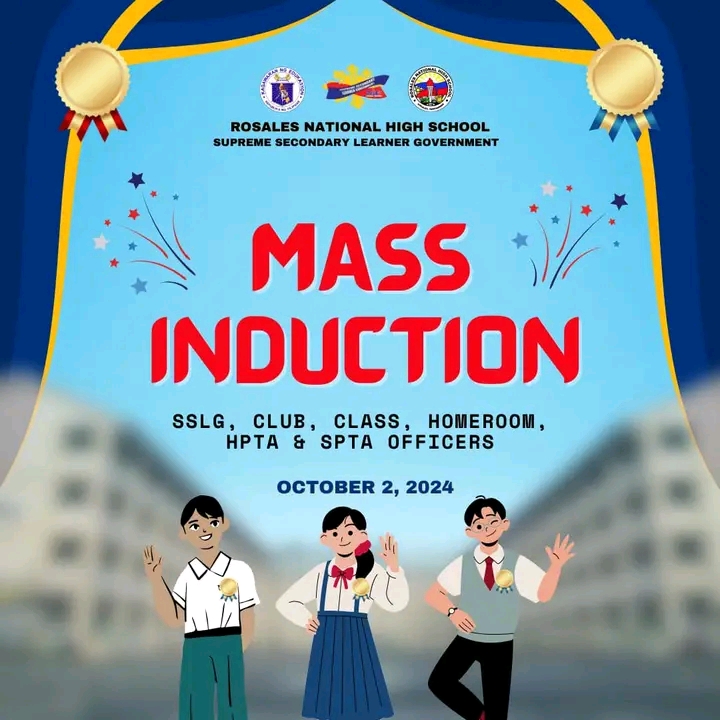 ROSALES NATIONAL HIGH SCHOOL
SUPREME SECONDARY LEARNER GOVERNMENT
MASS
INDUCTION
SSLG, CLUB, CLASS, HOMEROOM,
HPTA & SPTA OFFICERS
OCTOBER 2, 2024